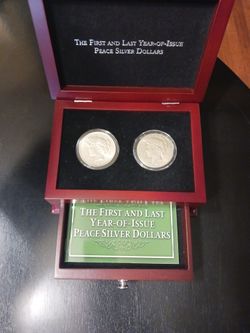 THE FIRST AND LAST YEAR-OF-ISSUE
PEACE SILVER DOLLARS
THE FIRST AND LAST
YEAR-OF-ISSUE
PEACE SILVER DOLLARS